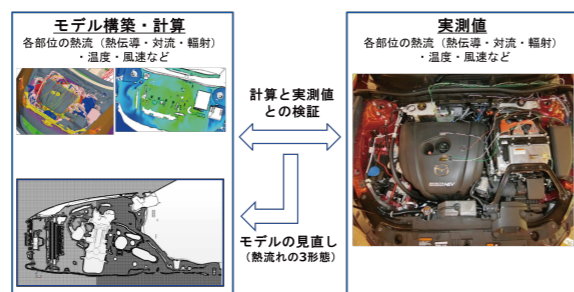 モデル構築・計算
各部位の熱流（熱伝導・対流・輻射）
・温度・風速など
計算と実測値
との検証
モデルの見直し
（熱流れの3形態）
実測値
各部位の熱流（熱伝導・対流・輻射）
・温度・風速など